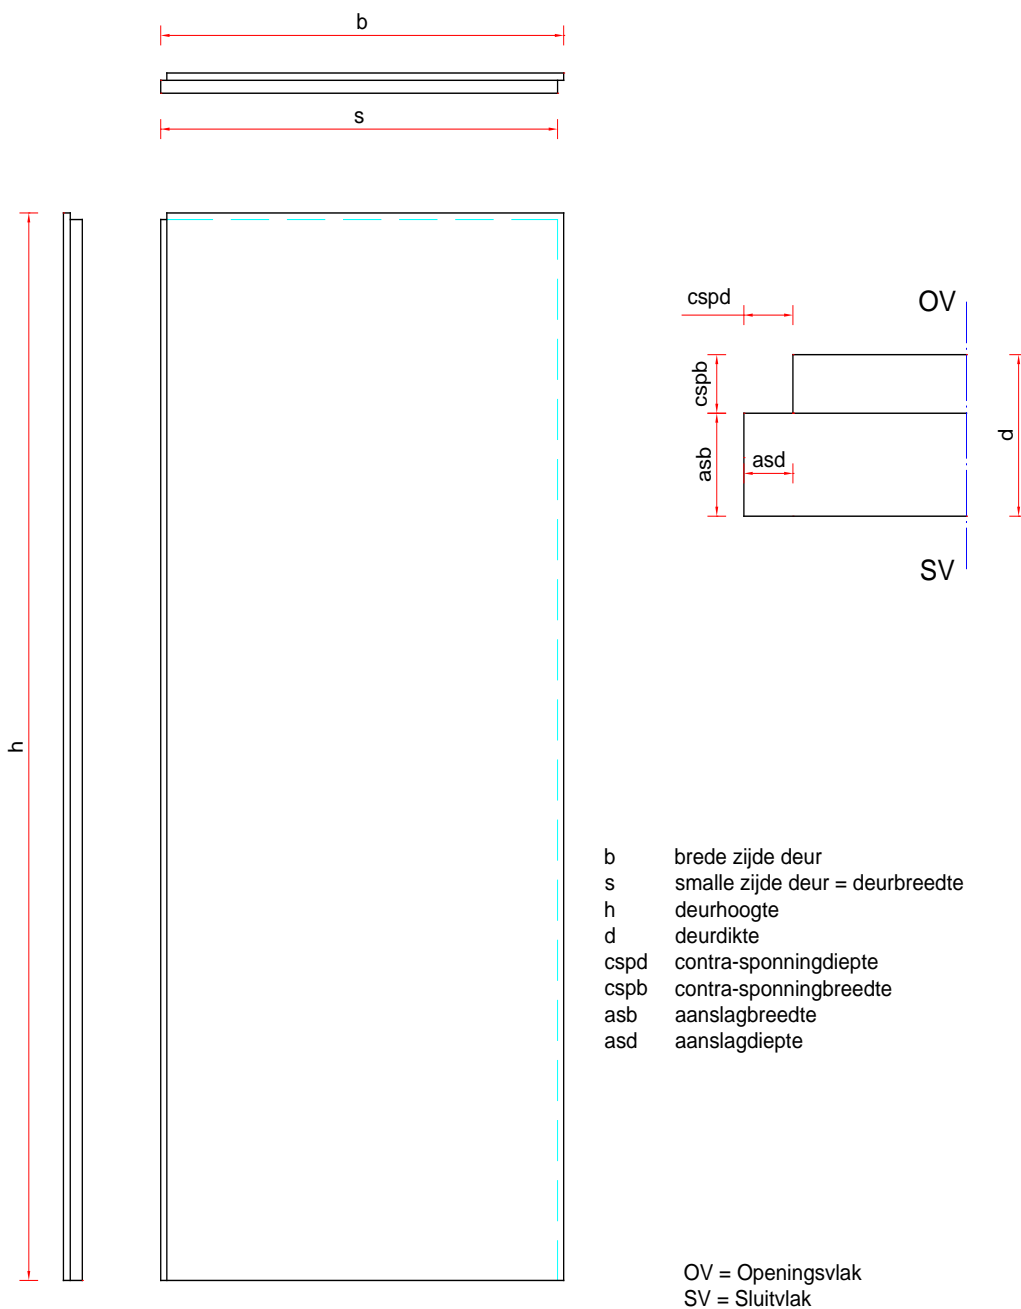 b
s
h
cspd
OV
cspb
asb
asd
d
SV
b brede zijde deur
s smalle zijde deur = deurbreedte
h deurhoogte
d deurdikte
cspd contra-sponningdiepte
cspb contra-sponningbreedte
asb aanslagbreedte
asd aanslagdiepte
OV = Openingsvlak
SV = Sluitvlak